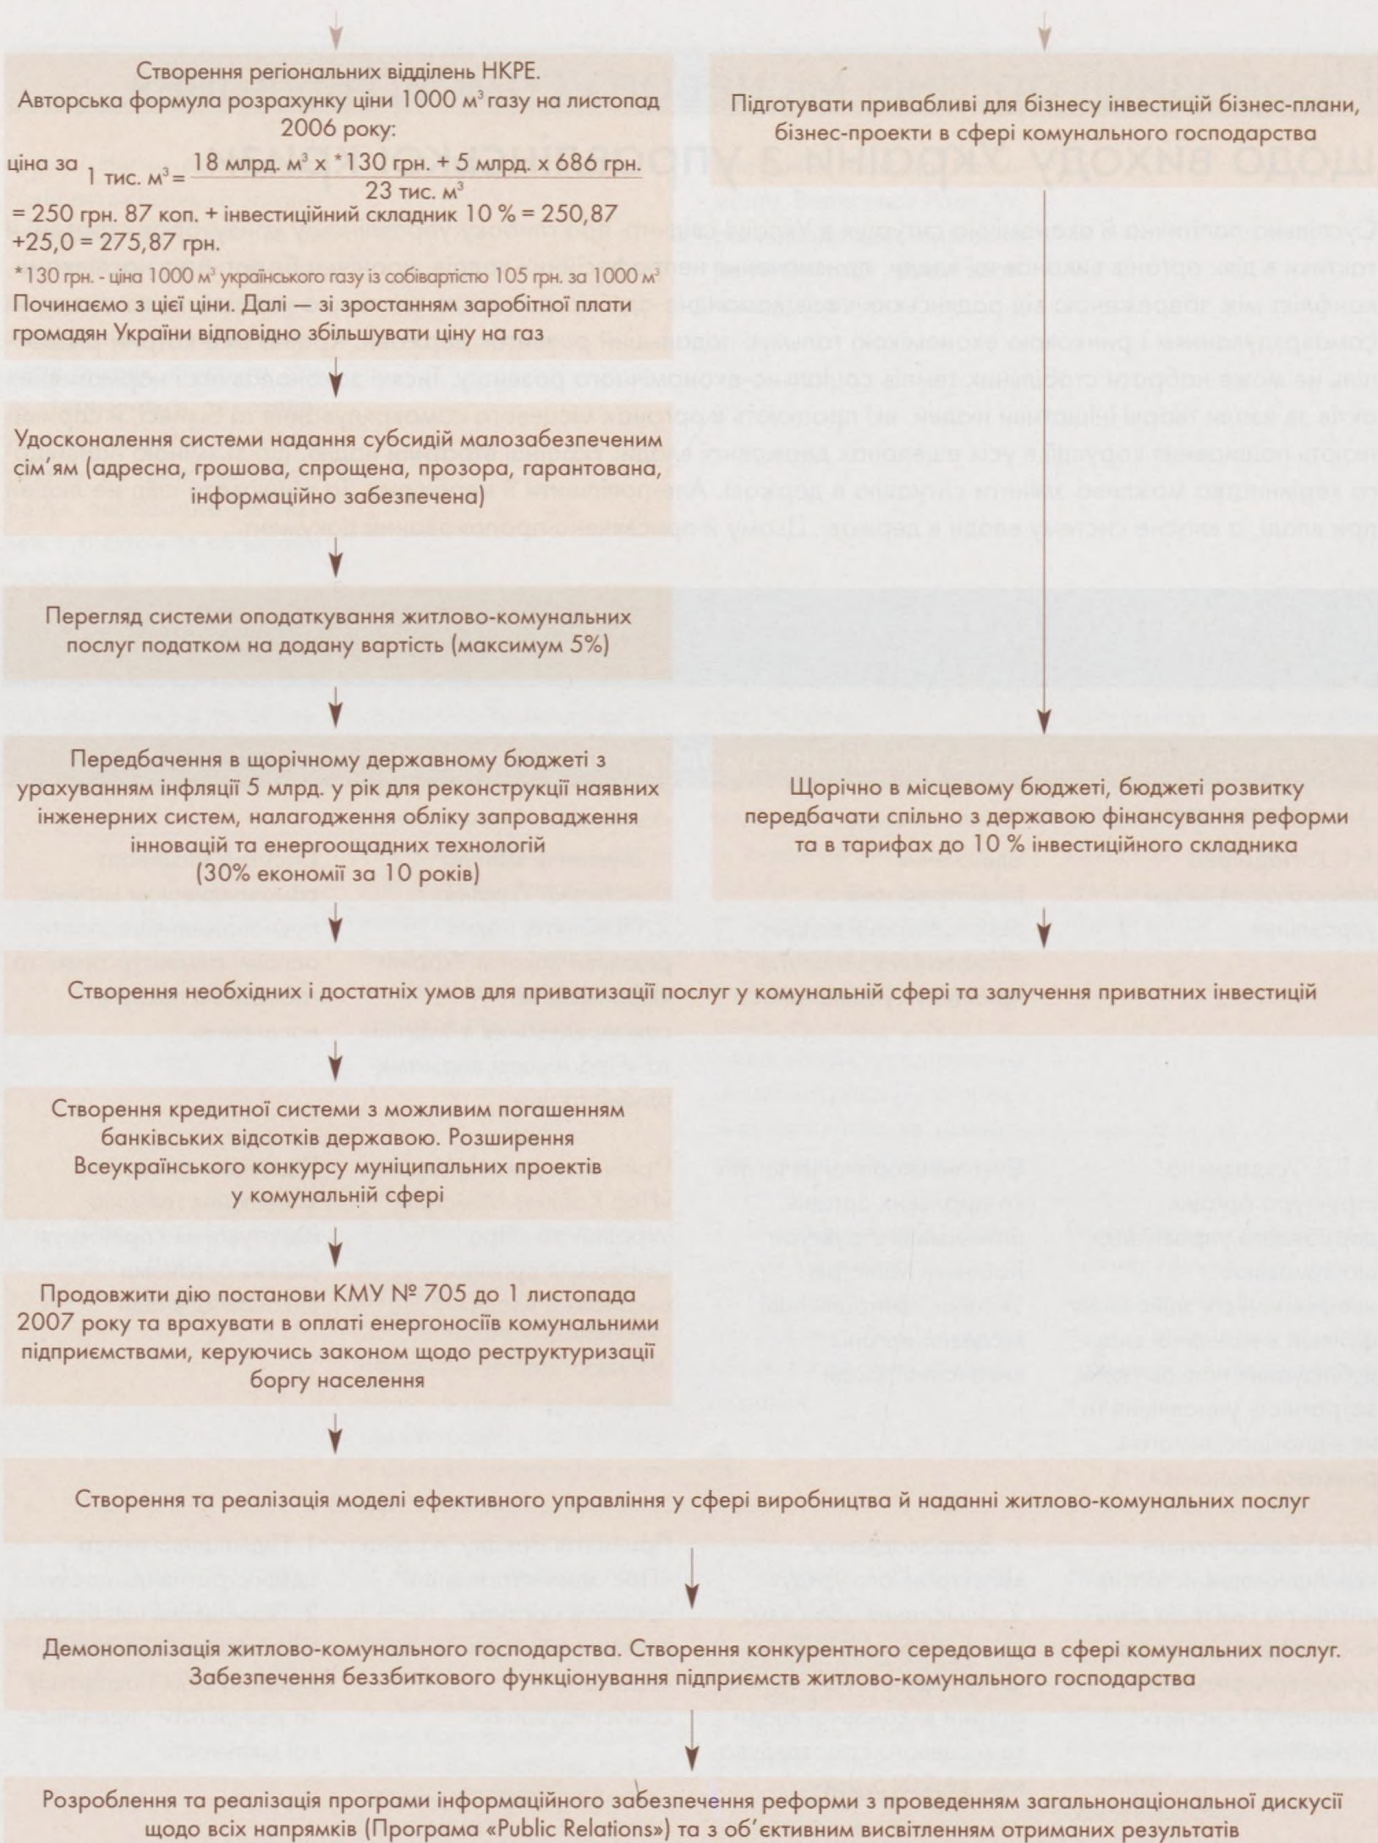 Створення регіональних відділень НКРЕ.
Авторська формула розрахунку ціни 1000 м³ газу на листопад
2006 року:
ціна за 1 тис. м³ = 18 млрд. м³ х *130 грн. + 5 млрд. х 686 грн.
23 тис. м³
= 250 грн. 87 коп. + інвестиційний складник 10 % = 250,87
+25,0 = 275,87 грн.
*130 грн. - ціна 1000 м³ українського газу із собівартістю 105 грн. за 1000 м³
Починаємо з цієї ціни. Далі — зі зростанням заробітної плати
громадян України відповідно збільшувати ціну на газ
Підготувати привабливі для бізнесу інвестицій бізнес-плани,
бізнес-проекти в сфері комунального господарства
Удосконалення системи надання субсидій малозабезпеченим
сім’ям (адресна, грошова, спрощена, прозора, гарантована,
інформаційно забезпечена)
Перегляд системи оподаткування житлово-комунальних
послуг податком на додану вартість (максимум 5%)
Передбачення в щорічному державному бюджеті з
урахуванням інфляції 5 млрд. у рік для реконструкції наявних
інженерних систем, налагодження обліку запровадження
інновацій та енергоощадних технологій
(30% економії за 10 років)
Щорічно в місцевому бюджеті, бюджеті розвитку
передбачати спільно з державою фінансування реформи
та в тарифах до 10 % інвестиційного складника
Створення необхідних і достатніх умов для приватизації послуг у комунальній сфері та залучення приватних інвестицій
Створення кредитної системи з можливим погашенням
банківських відсотків державою. Розширення
Всеукраїнського конкурсу муніципальних проектів
у комунальній сфері
Продовжити дію постанови КМУ № 705 до 1 листопада
2007 року та врахувати в оплаті енергоносіїв комунальними
підприємствами, керуючись законом щодо реструктуризації
боргу населення
Створення та реалізація моделі ефективного управління у сфері виробництва й наданні житлово-комунальних послуг
Демонополізація житлово-комунального господарства. Створення конкурентного середовища в сфері комунальних послуг.
Забезпечення беззбиткового функціонування підприємств житлово-комунального господарства
Розроблення та реалізація програми інформаційного забезпечення реформи з проведенням загальнонаціональної дискусії
щодо всіх напрямків (Програма «Public Relations») та з об’єктивним висвітленням отриманих результатів